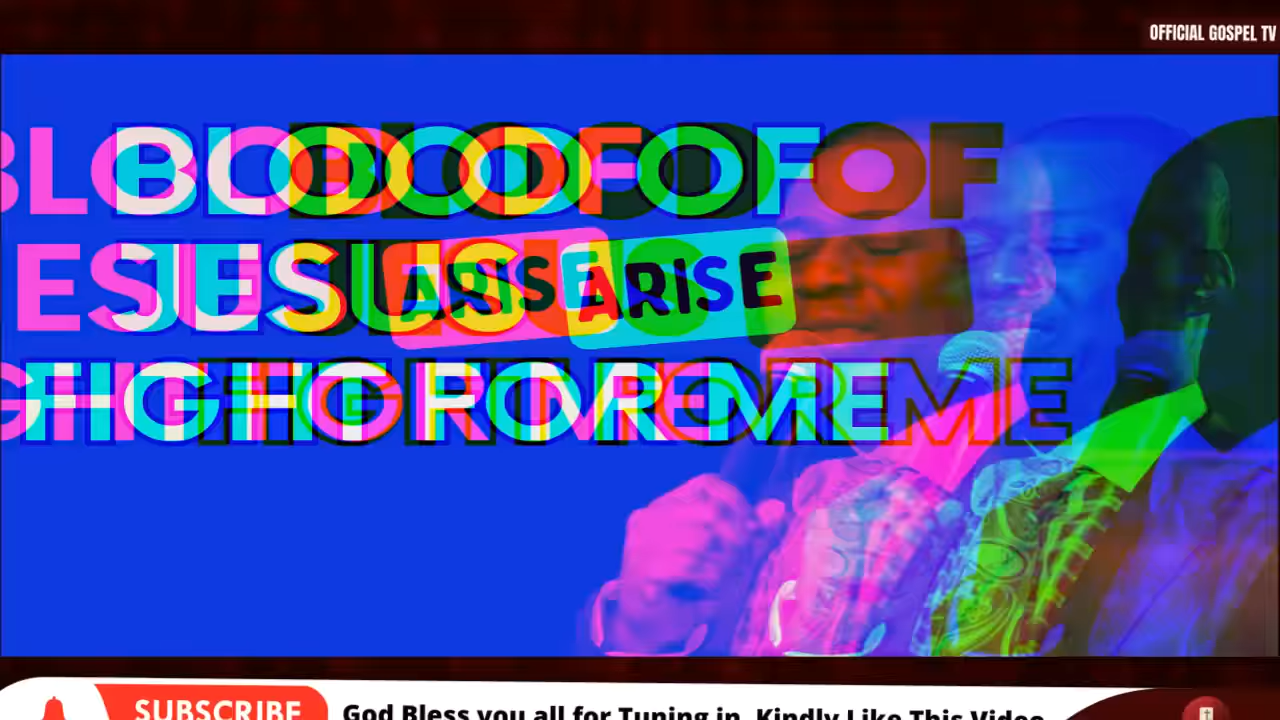 OFFICIAL GOSPEL TV
BLOOD OF
JESUS ARISE
FIGHT FOR ME
SUBSCRIBE
God Bless you all for Tuning in. Kindly Like This Video